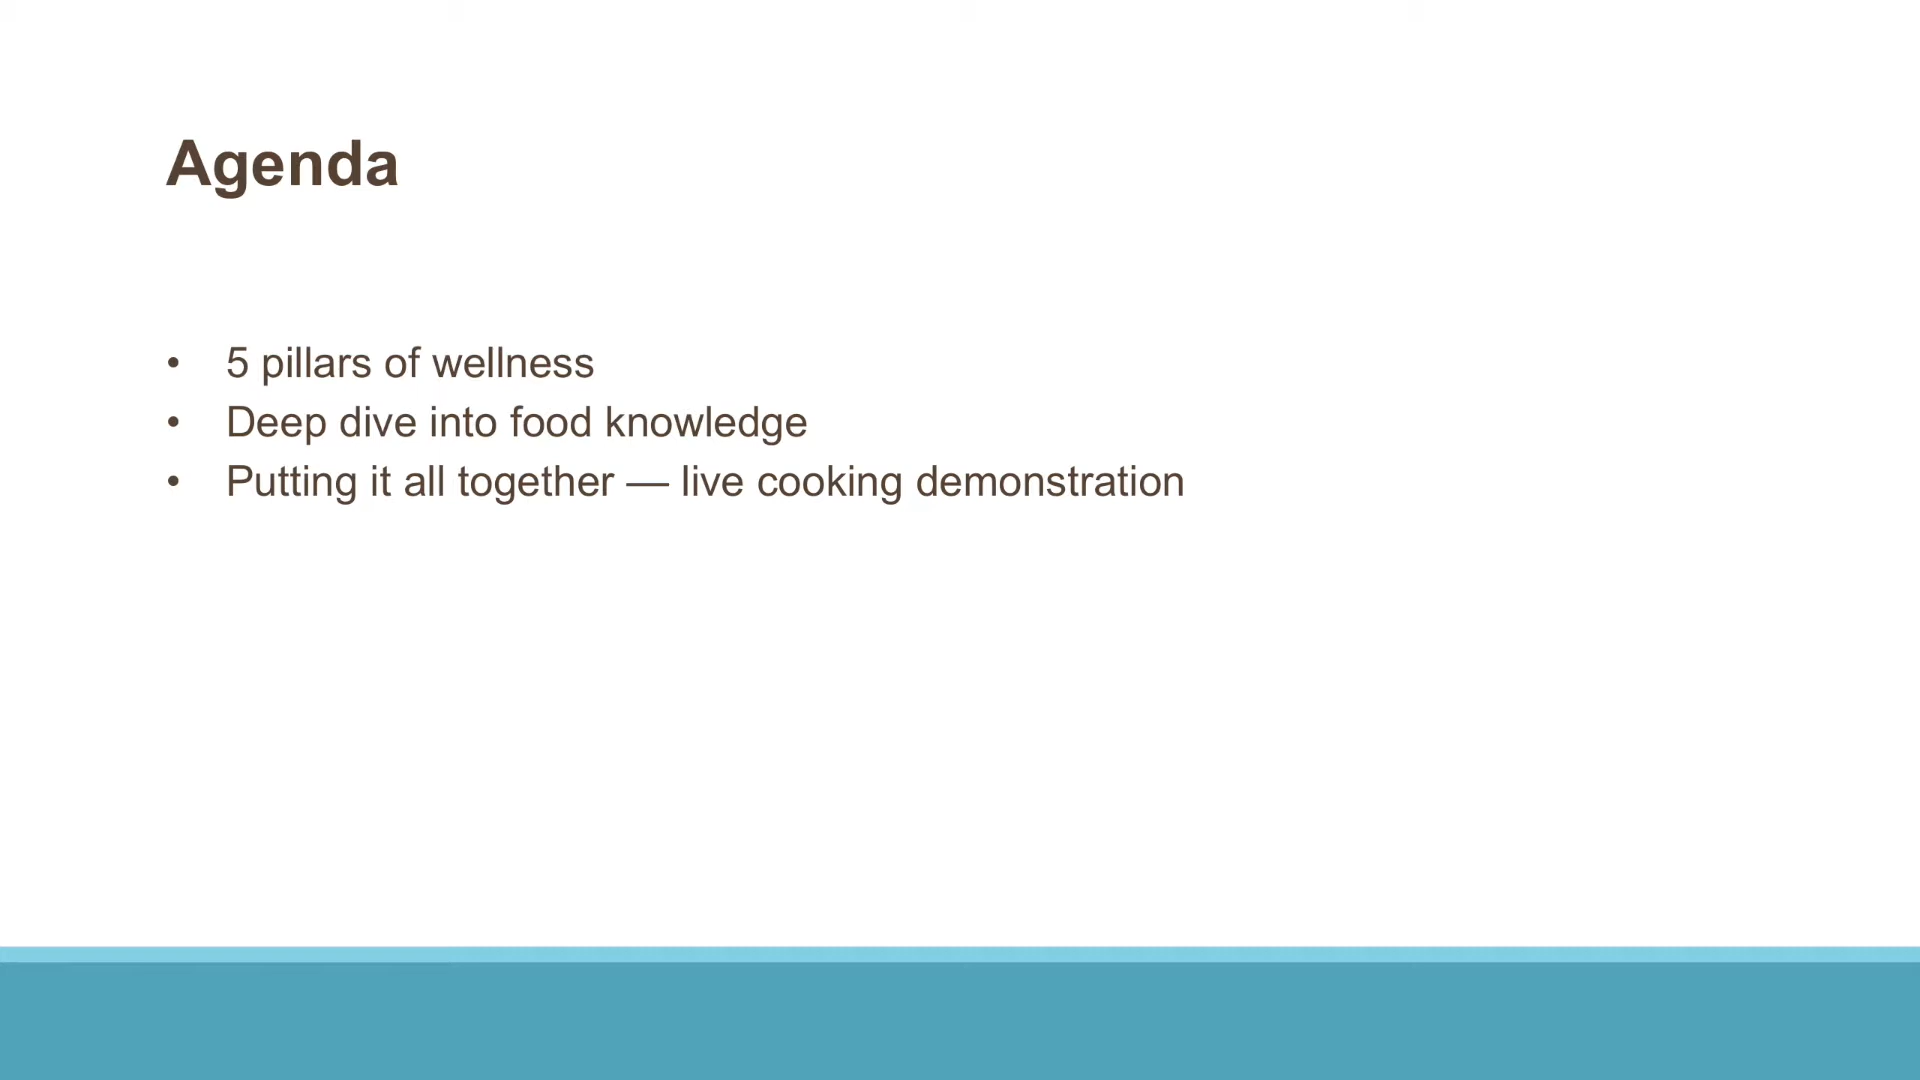 Agenda
• 5 pillars of wellness
• Deep dive into food knowledge
• Putting it all together — live cooking demonstration